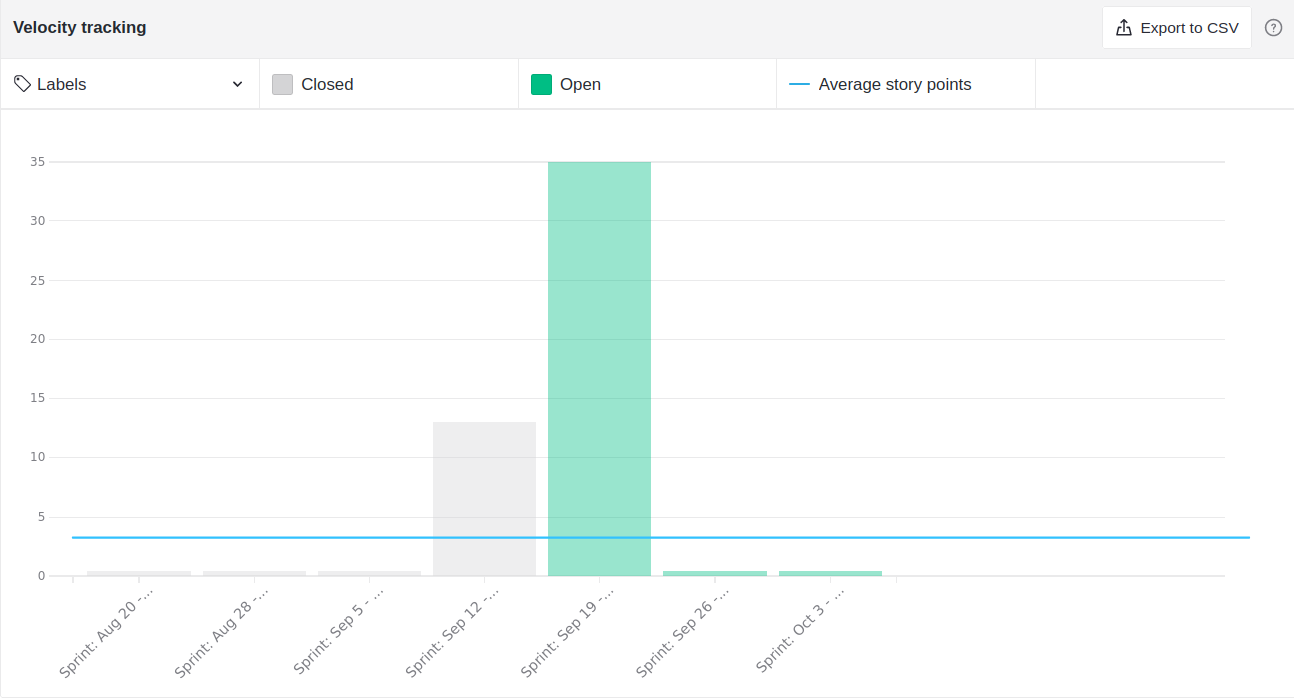 Velocity tracking
Export to CSV
?
Labels
Closed
Open
Average story points
35
30
25
20
15
10
5
0
Sprint: Aug 20 -...
Sprint: Aug 28 -...
Sprint: Sep 5 - ...
Sprint: Sep 12 -...
Sprint: Sep 19 -...
Sprint: Sep 26 -...
Sprint: Oct 3 - ...